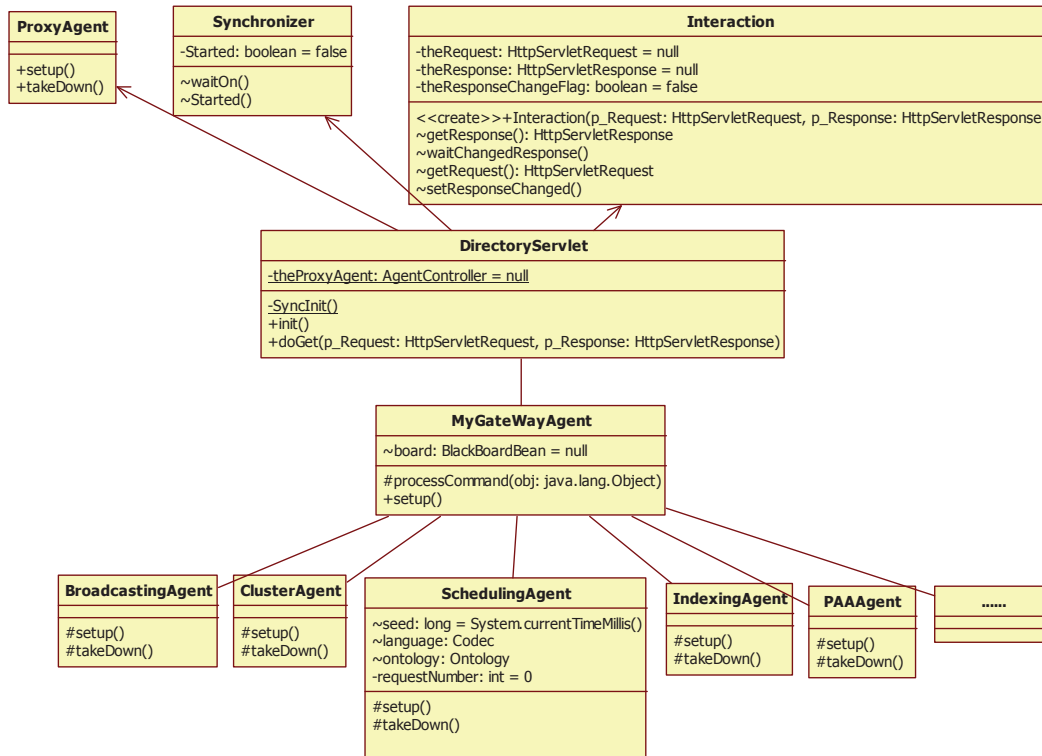 ProxyAgent
+setup()
+takeDown()
Synchronizer
-Started: boolean = false
~waitOn()
~Started()
Interaction
-theRequest: HttpServletRequest = null
-theResponse: HttpServletResponse = null
-theResponseChangeFlag: boolean = false
<<create>>+Interaction(p_Request: HttpServletRequest, p_Response: HttpServletResponse
~getResponse(): HttpServletResponse
~waitChangedResponse()
~getRequest(): HttpServletRequest
~setResponseChanged()
DirectoryServlet
-theProxyAgent: AgentController = null
-SyncInit()
+init()
+doGet(p_Request: HttpServletRequest, p_Response: HttpServletResponse)
MyGateWayAgent
~board: BlackBoardBean = null
#processCommand(obj: java.lang.Object)
+setup()
BroadcastingAgent
#setup()
#takeDown()
ClusterAgent
#setup()
#takeDown()
SchedulingAgent
~seed: long = System.currentTimeMillis()
~language: Codec
~ontology: Ontology
-requestNumber: int = 0
#setup()
#takeDown()
IndexingAgent
#setup()
#takeDown()
PAAAgent
#setup()
#takeDown()
......